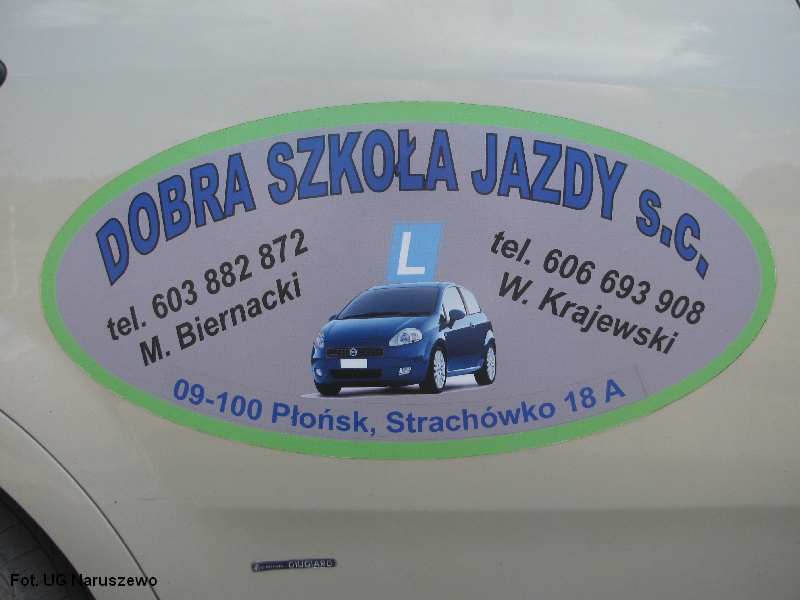 DOBRA SZKOŁA JAZDY s.c.
tel. 603 882 872
M. Biernacki
L
tel. 606 693 908
W. Krajewski
09-100 Płońsk, Strachówko 18 A
GIUGIARO
Fot. UG Naruszewo